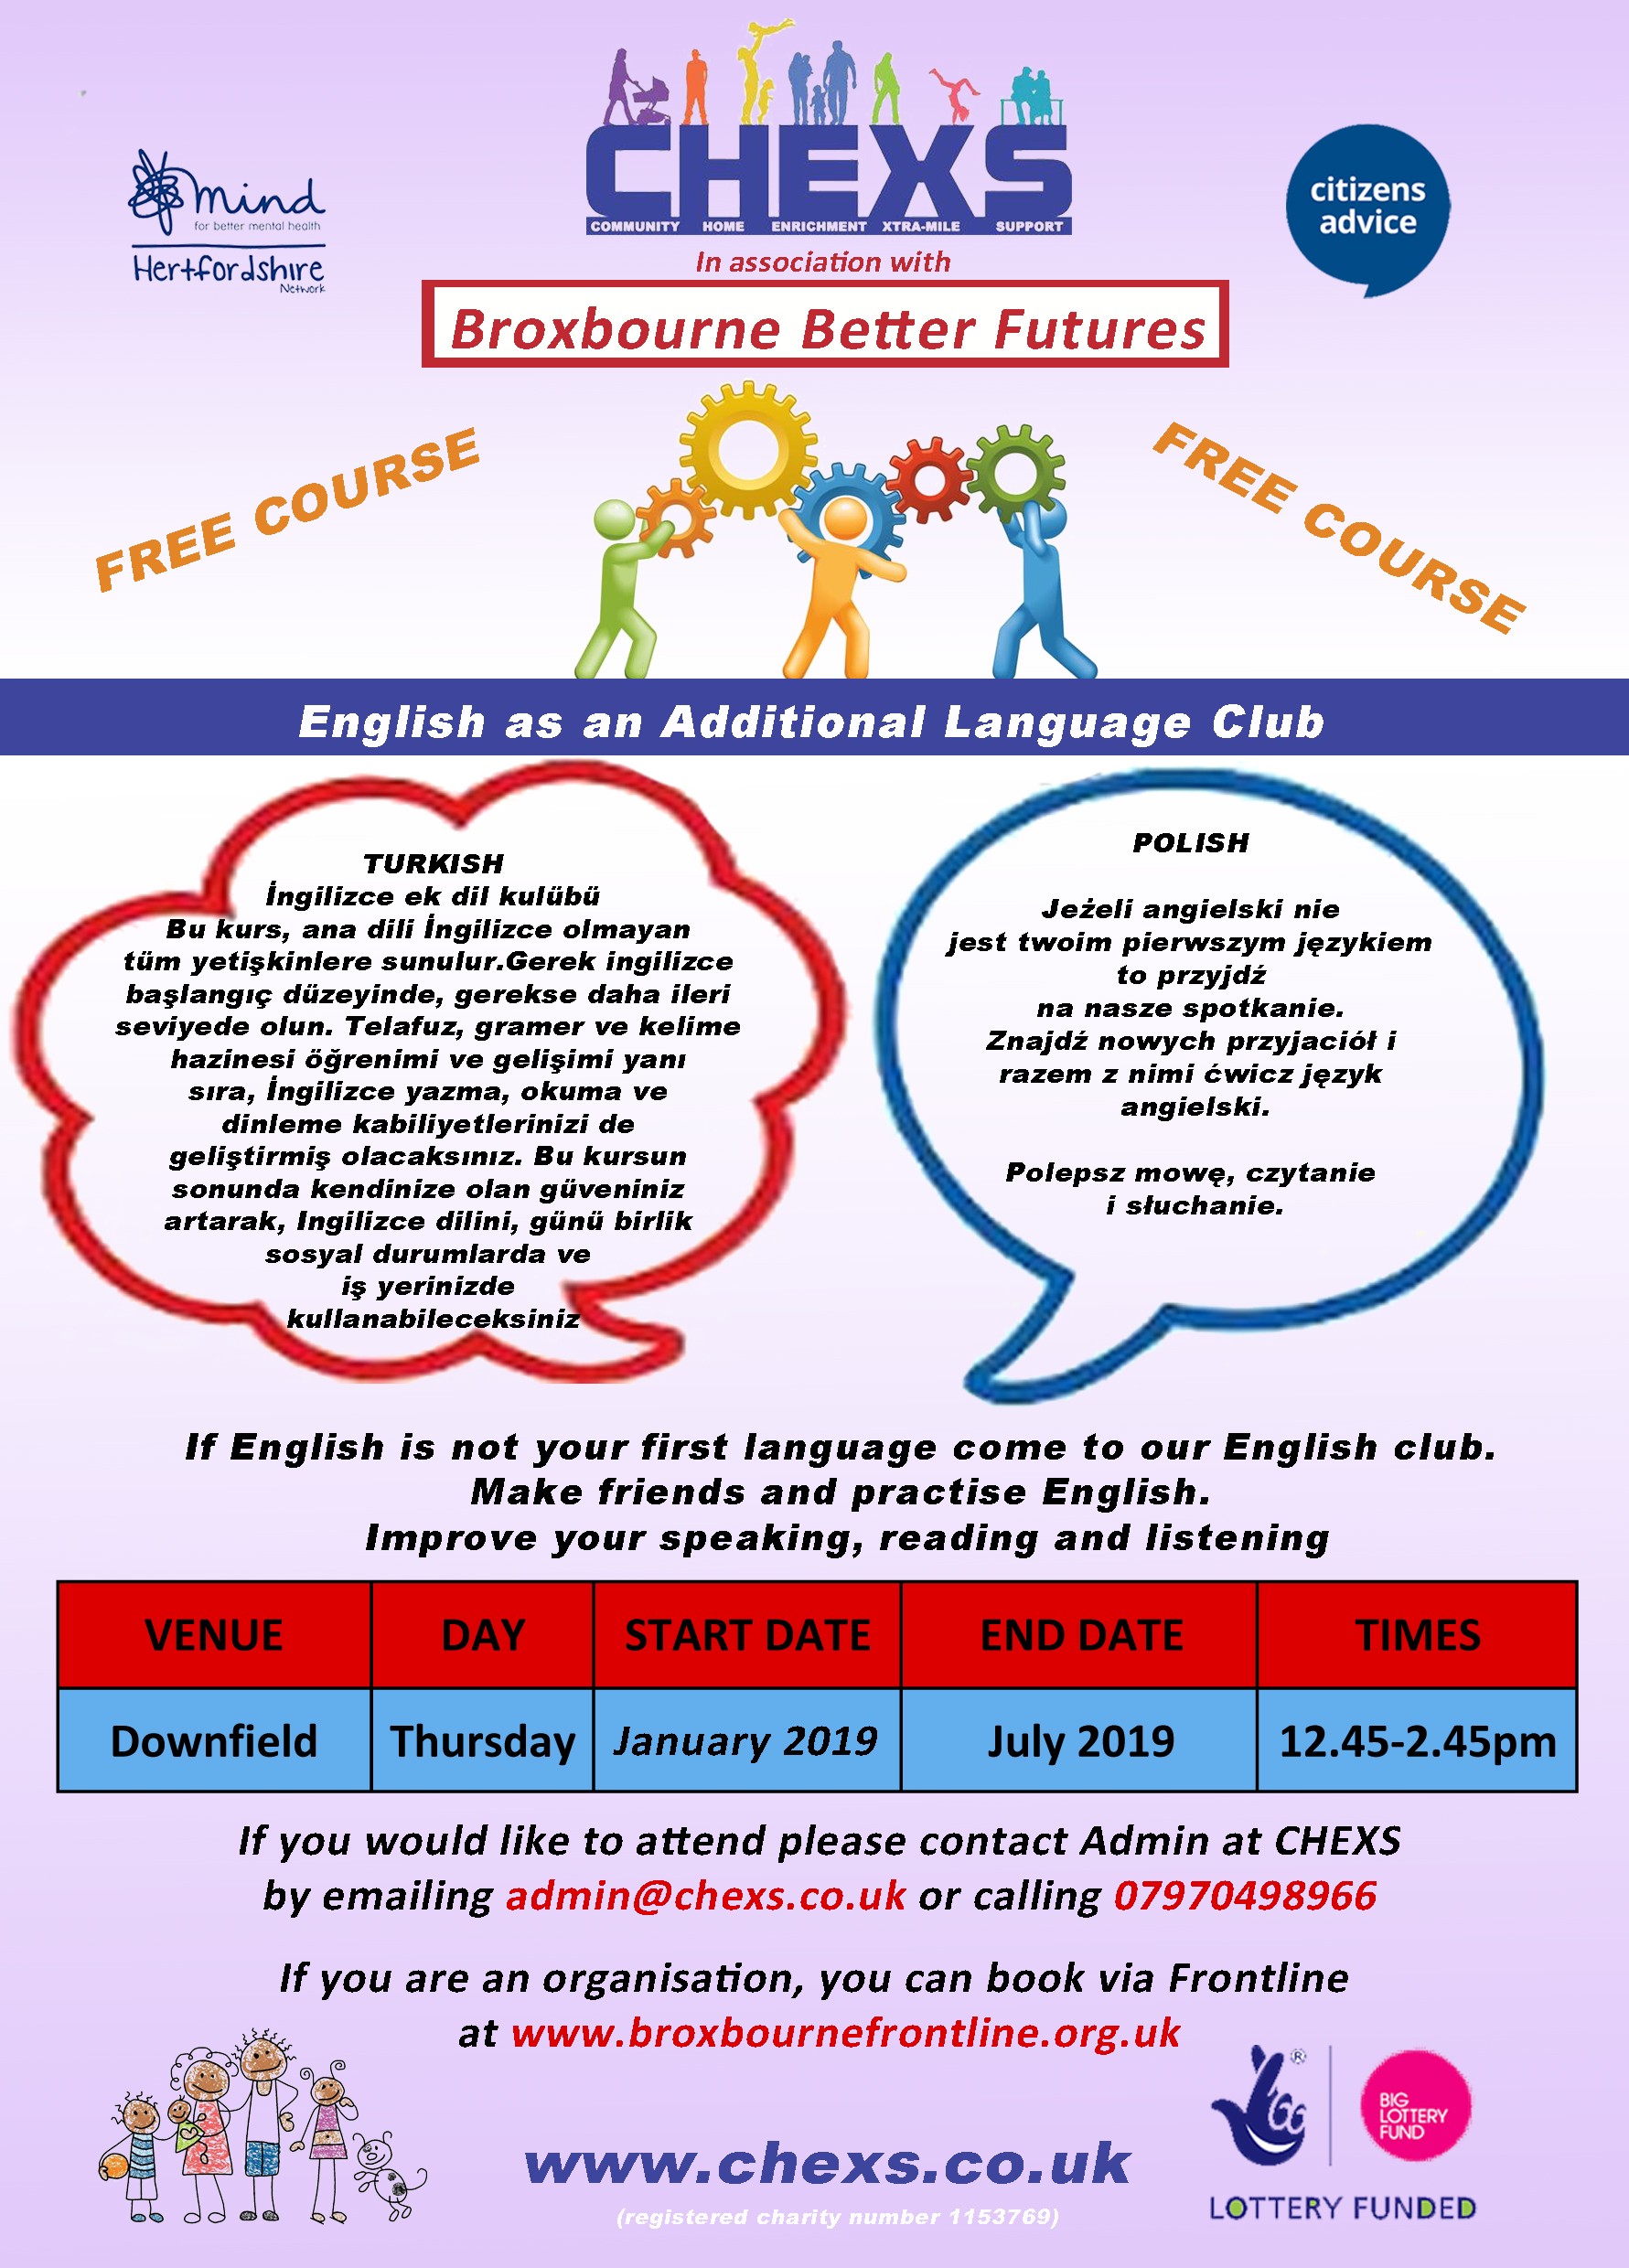 CHEXS
COMMUNITY HOME ENRICHMENT XTRA-MILE SUPPORT
mind
for better mental health
Hertfordshire
Network
citizens
advice
In association with
Broxbourne Better Futures
FREE COURSE
FREE COURSE
English as an Additional Language Club
TURKISH
İngilizce ek dil kulübü
Bu kurs, ana dili İngilizce olmayan
tüm yetişkinlere sunulur.Gerek ingilizce
başlangıç düzeyinde, gerekse daha ileri
seviyede olun. Telafuz, gramer ve kelime
hazinesi öğrenimi ve gelişimi yanı
sıra, İngilizce yazma, okuma ve
dinleme kabiliyetlerinizi de
geliştirmiş olacaksınız. Bu kursun
sonunda kendinize olan güveniniz
artarak, Ingilizce dilini, günü birlik
sosyal durumlarda ve
iş yerinizde
kullanabileceksiniz
POLISH
Jeżeli angielski nie
jest twoim pierwszym językiem
to przyjdź
na nasze spotkanie.
Znajdź nowych przyjaciół i
razem z nimi ćwicz język
angielski.
Polepsz mowę, czytanie
i słuchanie.
If English is not your first language come to our English club.
Make friends and practise English.
Improve your speaking, reading and listening
VENUE DAY START DATE END DATE TIMES
Downfield Thursday January 2019 July 2019 12.45-2.45pm
If you would like to attend please contact Admin at CHEXS
by emailing admin@chexs.co.uk or calling 07970498966
If you are an organisation, you can book via Frontline
at www.broxbournefrontline.org.uk
www.chexs.co.uk
(registered charity number 1153769)
®
BIG
LOTTERY
FUND
LOTTERY FUNDED